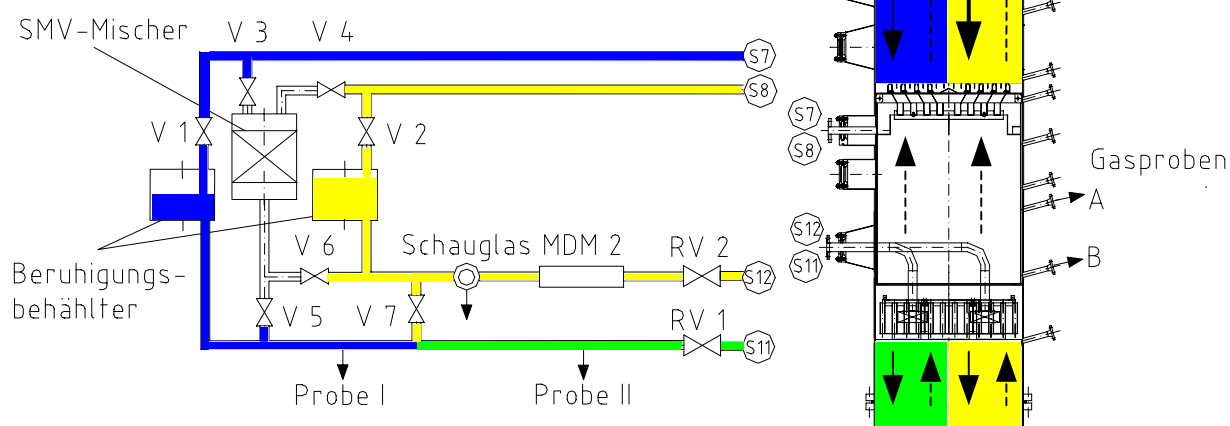 SMV-Mischer
V 3
V 4
S7
S8
V 1
V 2
S7
S8
Gasproben
A
S12
S11
B
V 6
Schauglas
MDM 2
RV 2
S12
Beruhigungs-
behählter
V 5
V 7
RV 1
S11
Probe I
Probe II